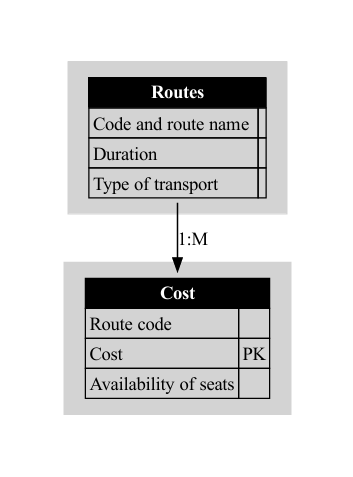 Routes
Code and route name
Duration
Type of transport
1:M
Cost
Route code
Cost PK
Availability of seats